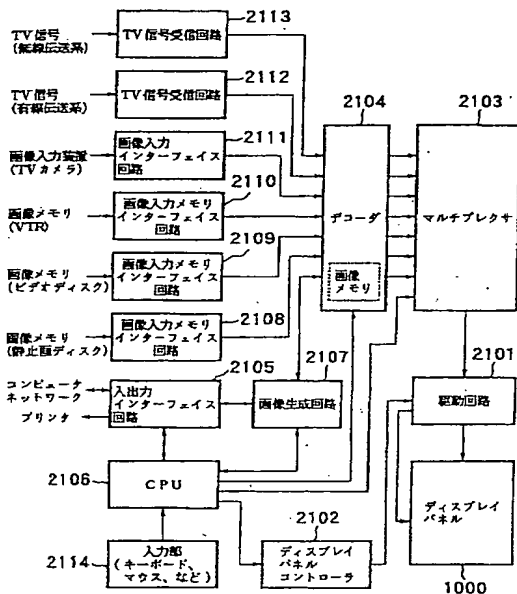 2113
TV信号
(無線伝送系)
TV信号受信回路
2112
TV信号
(有線伝送系)
TV信号受信回路
2104
2103
2111
画像入力装置
(TVカメラ)
画像入力
インターフェイス
回路
2110
画像メモリ
(VTR)
画像入力メモリ
インターフェイス
回路
デコーダ
マルチプレクサ
2109
画像メモリ
(ビデオディスク)
画像入力メモリ
インターフェイス
回路
画像
メモリ
2108
画像メモリ
(静止画ディスク)
画像入力メモリ
インターフェイス
回路
2105
2107
2101
コンピュータ
ネットワーク
プリンタ
入出力
インターフェイス
回路
画像生成回路
駆動回路
2106
CPU
2102
ディスプレイ
パネル
2114
入力部
(キーボード、
マウス、など)
ディスプレイ
パネル
コントローラ
1000